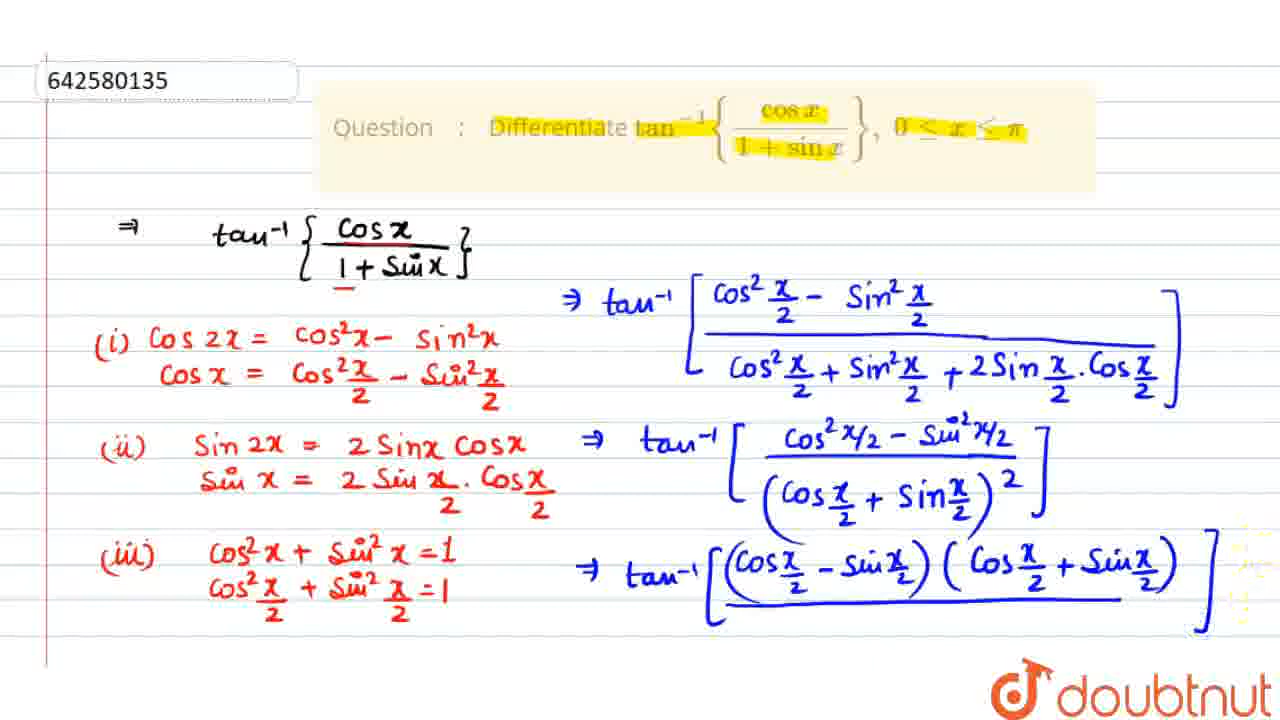 642580135
Question : Differentiate tan⁻¹{cos x / 1 + sin x}, 0 ≤ x ≤ π
⇒ tan⁻¹{cos x / 1 + sin x}
(i) cos 2x = cos²x − sin²x
cos x = cos² x/2 − sin² x/2
(ii) sin 2x = 2 sinx cosx
sin x = 2 sin x/2 . cos x/2
(iii) cos²x + sin²x = 1
cos² x/2 + sin² x/2 = 1
⇒ tan⁻¹[cos² x/2 − sin² x/2 / cos² x/2 + sin² x/2 + 2 sin x/2 . cos x/2]
⇒ tan⁻¹[cos² x/2 − sin² x/2 / (cos x/2 + sin x/2)²]
⇒ tan⁻¹[(cos x/2 − sin x/2) (cos x/2 + sin x/2) / ]
doubtnut